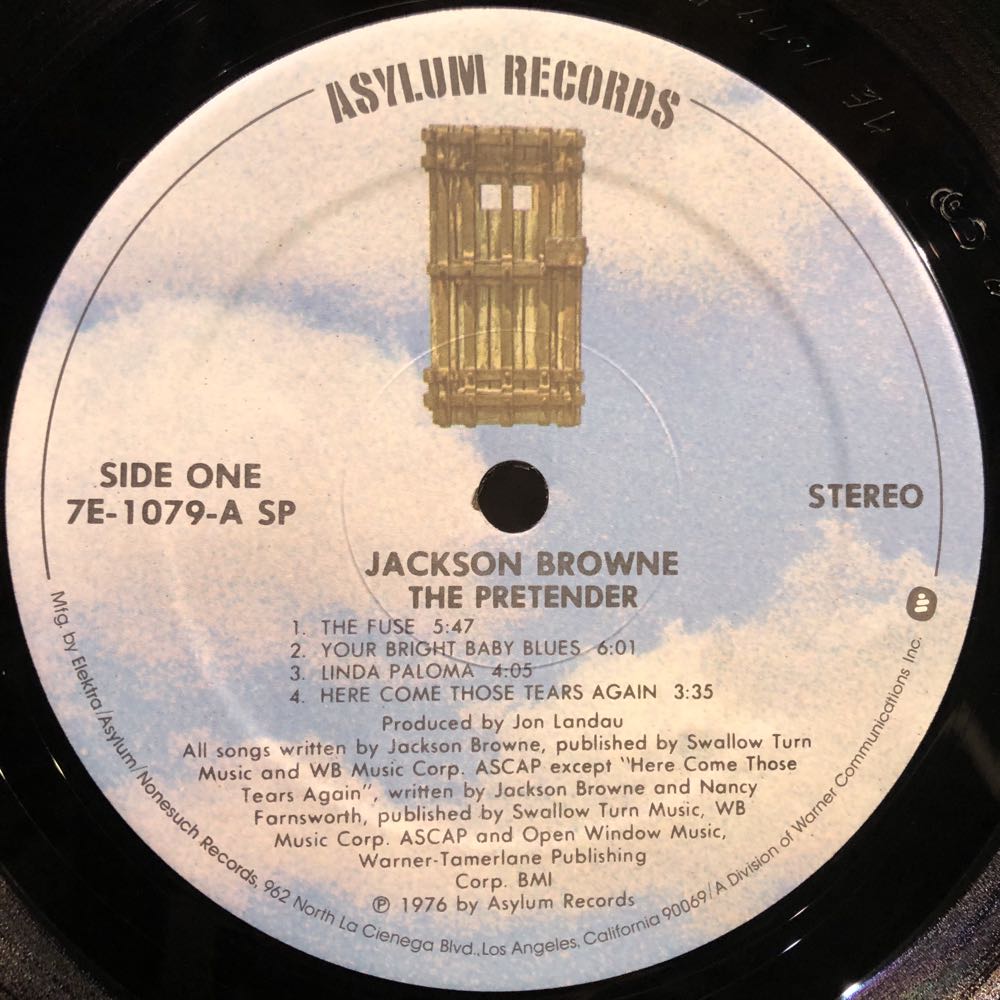 ASYLUM RECORDS
SIDE ONE
7E-1079-A SP
STEREO
JACKSON BROWNE
THE PRETENDER
1. THE FUSE 5:47
2. YOUR BRIGHT BABY BLUES 6:01
3. LINDA PALOMA 4:05
4. HERE COME THOSE TEARS AGAIN 3:35
Produced by Jon Landau
All songs written by Jackson Browne, published by Swallow Turn
Music and WB Music Corp. ASCAP except "Here Come Those
Tears Again", written by Jackson Browne and Nancy
Farnsworth, published by Swallow Turn Music, WB
Music Corp. ASCAP and Open Window Music,
Warner-Tamerlane Publishing
Corp. BMI
℗ 1976 by Asylum Records
Mfg. by Elektra/Asylum/Nonesuch Records, 962 North La Cienega Blvd., Los Angeles, California 90069/A Division of Warner Communications Inc.